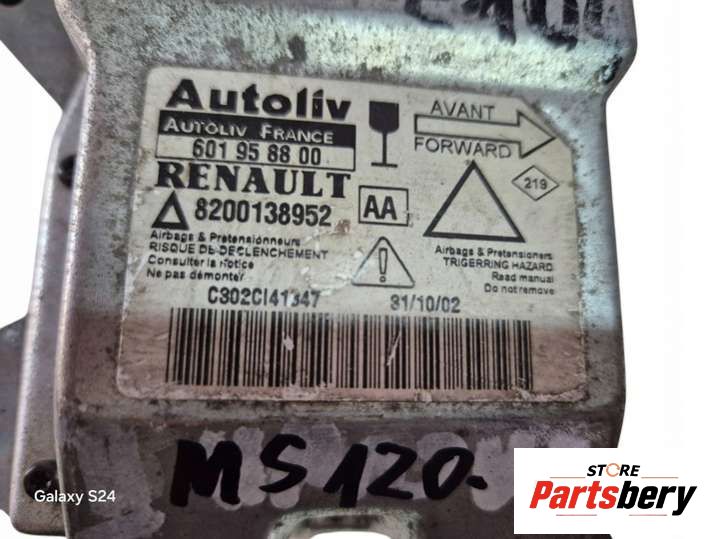 Autoliv
AUTOLIV FRANCE
601 95 88 00
RENAULT
8200138952
AA
AVANT
FORWARD
219
Airbags & Pretensionneurs
RISQUE DE DECLENCHEMENT
Consulter la notice
Ne pas démonter
Airbags & Pretensioners
TRIGERRING HAZARD
Read manual
Do not remove
C302CI41347
31/10/02
MS120-
Galaxy S24
STORE
Partsbery